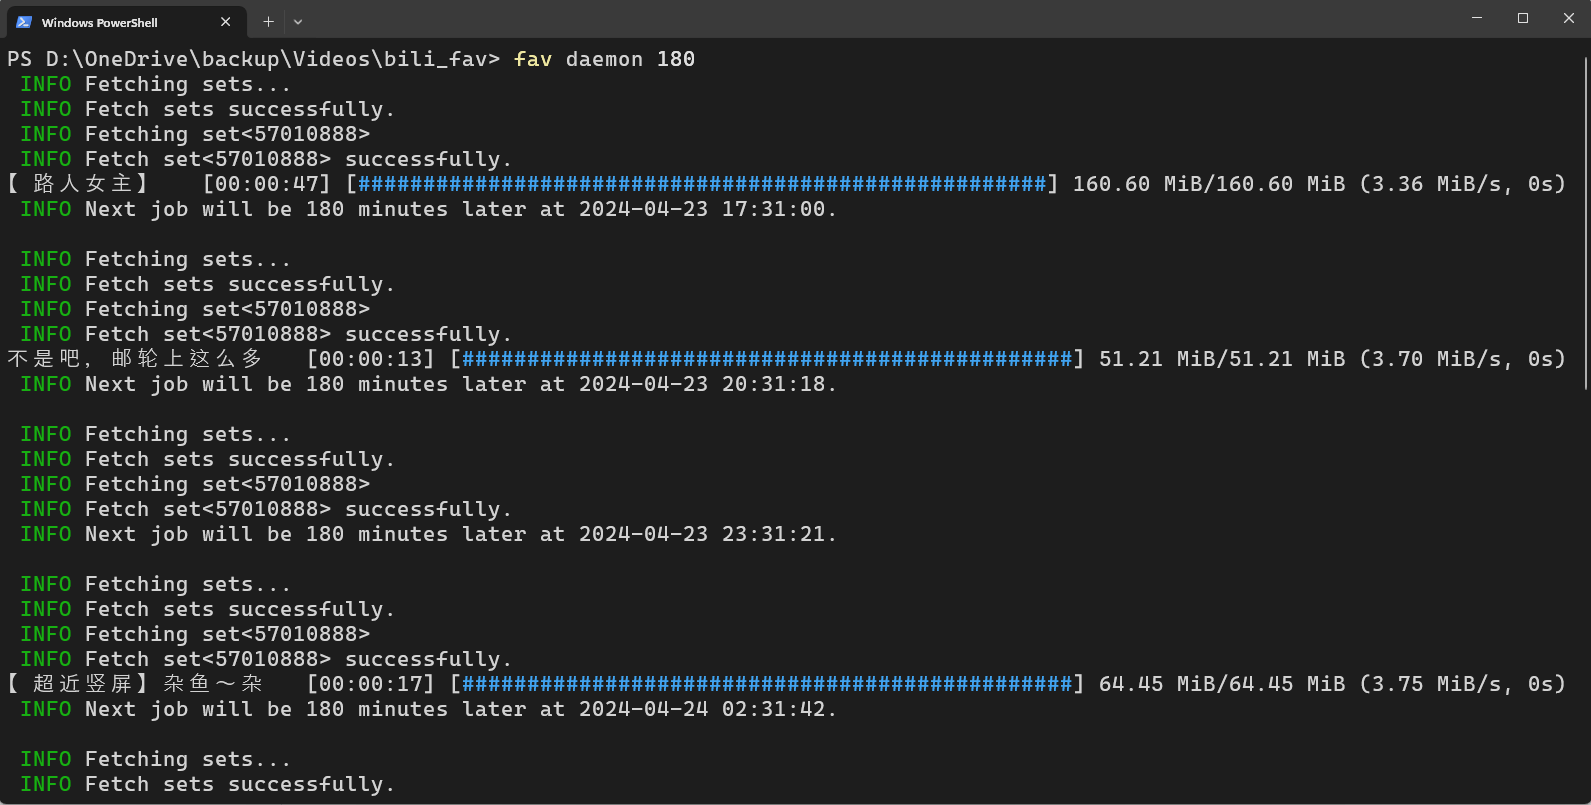 Windows PowerShell
PS D:\OneDrive\backup\Videos\bili_fav> fav daemon 180
INFO Fetching sets...
INFO Fetch sets successfully.
INFO Fetching set<57010888>
INFO Fetch set<57010888> successfully.
【 路人女主】 [00:00:47] [#####################################################] 160.60 MiB/160.60 MiB (3.36 MiB/s, 0s)
INFO Next job will be 180 minutes later at 2024-04-23 17:31:00.
INFO Fetching sets...
INFO Fetch sets successfully.
INFO Fetching set<57010888>
INFO Fetch set<57010888> successfully.
不是吧，邮轮上这么多 [00:00:13] [###############################################] 51.21 MiB/51.21 MiB (3.70 MiB/s, 0s)
INFO Next job will be 180 minutes later at 2024-04-23 20:31:18.
INFO Fetching sets...
INFO Fetch sets successfully.
INFO Fetching set<57010888>
INFO Fetch set<57010888> successfully.
INFO Next job will be 180 minutes later at 2024-04-23 23:31:21.
INFO Fetching sets...
INFO Fetch sets successfully.
INFO Fetching set<57010888>
INFO Fetch set<57010888> successfully.
【 超近竖屏】杂鱼～杂 [00:00:17] [###############################################] 64.45 MiB/64.45 MiB (3.75 MiB/s, 0s)
INFO Next job will be 180 minutes later at 2024-04-24 02:31:42.
INFO Fetching sets...
INFO Fetch sets successfully.